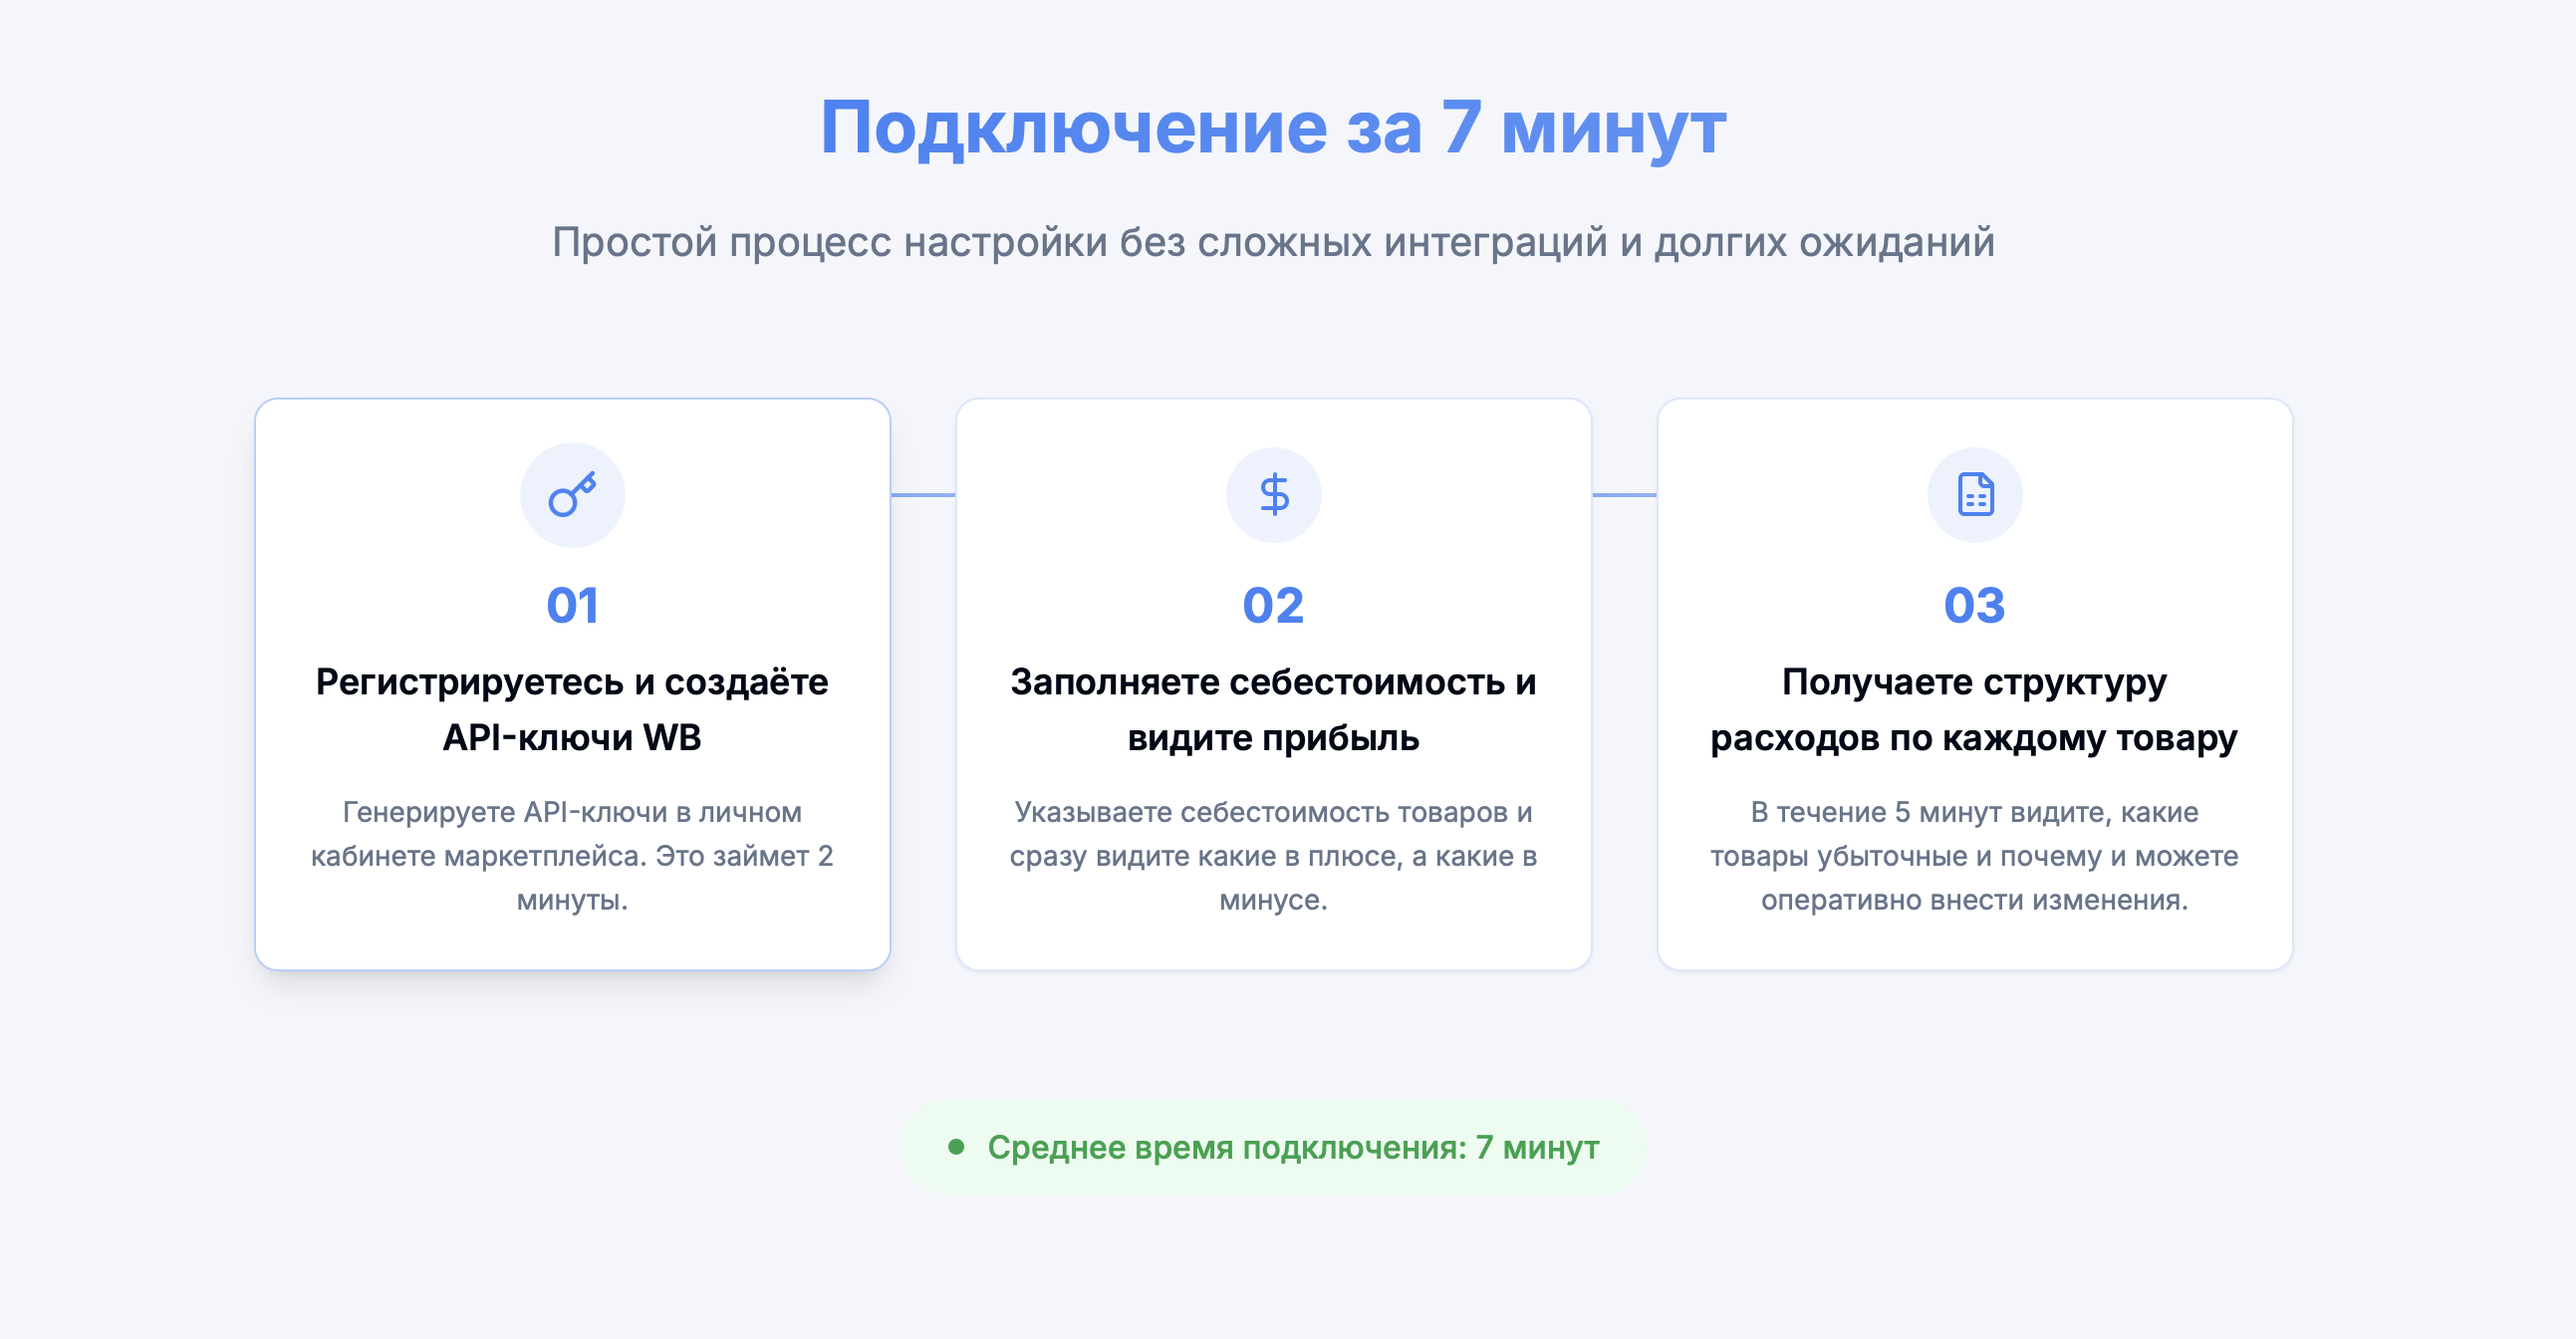 Подключение за 7 минут
Простой процесс настройки без сложных интеграций и долгих ожиданий
01
Регистрируетесь и создаёте
API-ключи WB
Генерируете API-ключи в личном
кабинете маркетплейса. Это займет 2
минуты.
02
Заполняете себестоимость и
видите прибыль
Указываете себестоимость товаров и
сразу видите какие в плюсе, а какие в
минусе.
03
Получаете структуру
расходов по каждому товару
В течение 5 минут видите, какие
товары убыточные и почему и можете
оперативно внести изменения.
Среднее время подключения: 7 минут